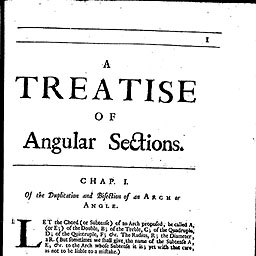 1
A
TREATISE
OF
Angular Sections.
CHAP. I.
Of the Duplication and Bisection of an ARCH or
ANGLE.
LET the Chord (or Subtense) of an Arch proposed, be called A,
(or E;) of the Double, B; of the Treble, C; of the Quadruple,
D; of the Quintuple, F; &c. The Radius, R; the Diameter,
2R. (But sometimes we shall give the name of the Subtense A,
E, &c. to the Arch whose Subtense it is; yet with that care,
as not to be liable to a mistake.)